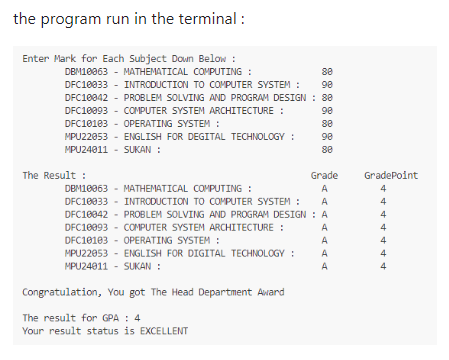 the program run in the terminal :
Enter Mark for Each Subject Down Below :
DBM10063 - MATHEMATICAL COMPUTING : 80
DFC10033 - INTRODUCTION TO COMPUTER SYSTEM : 90
DFC10042 - PROBLEM SOLVING AND PROGRAM DESIGN : 80
DFC10093 - COMPUTER SYSTEM ARCHITECTURE : 90
DFC10103 - OPERATING SYSTEM : 80
MPU22053 - ENGLISH FOR DEGITAL TECHNOLOGY : 90
MPU24011 - SUKAN : 80
The Result : Grade GradePoint
DBM10063 - MATHEMATICAL COMPUTING : A 4
DFC10033 - INTRODUCTION TO COMPUTER SYSTEM : A 4
DFC10042 - PROBLEM SOLVING AND PROGRAM DESIGN : A 4
DFC10093 - COMPUTER SYSTEM ARCHITECTURE : A 4
DFC10103 - OPERATING SYSTEM : A 4
MPU22053 - ENGLISH FOR DIGITAL TECHNOLOGY : A 4
MPU24011 - SUKAN : A 4
Congratulation, You got The Head Department Award
The result for GPA : 4
Your result status is EXCELLENT